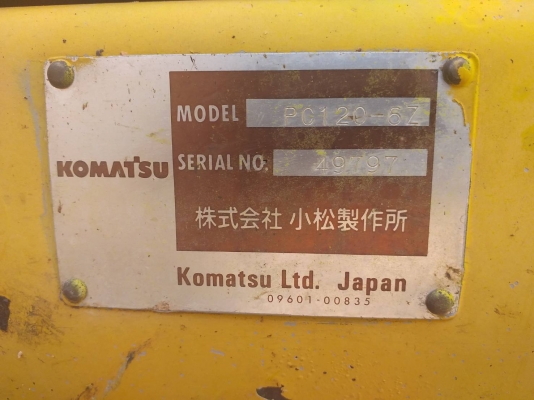 MODEL PC120-6Z
KOMATSU
SERIAL NO. 49797
株式会社 小松製作所
Komatsu Ltd. Japan
09601-00835